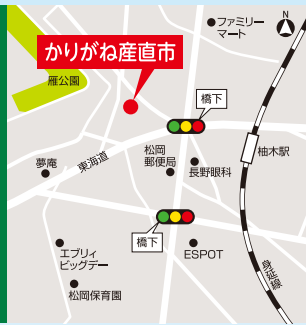 ファミリー
マート
N
かりがね産直市
雁公園
橋下
夢庵
東海道
松岡
郵便局
長野眼科
柚木駅
橋下
エブリィ
ビッグデー
ESPOT
身延線
松岡保育園